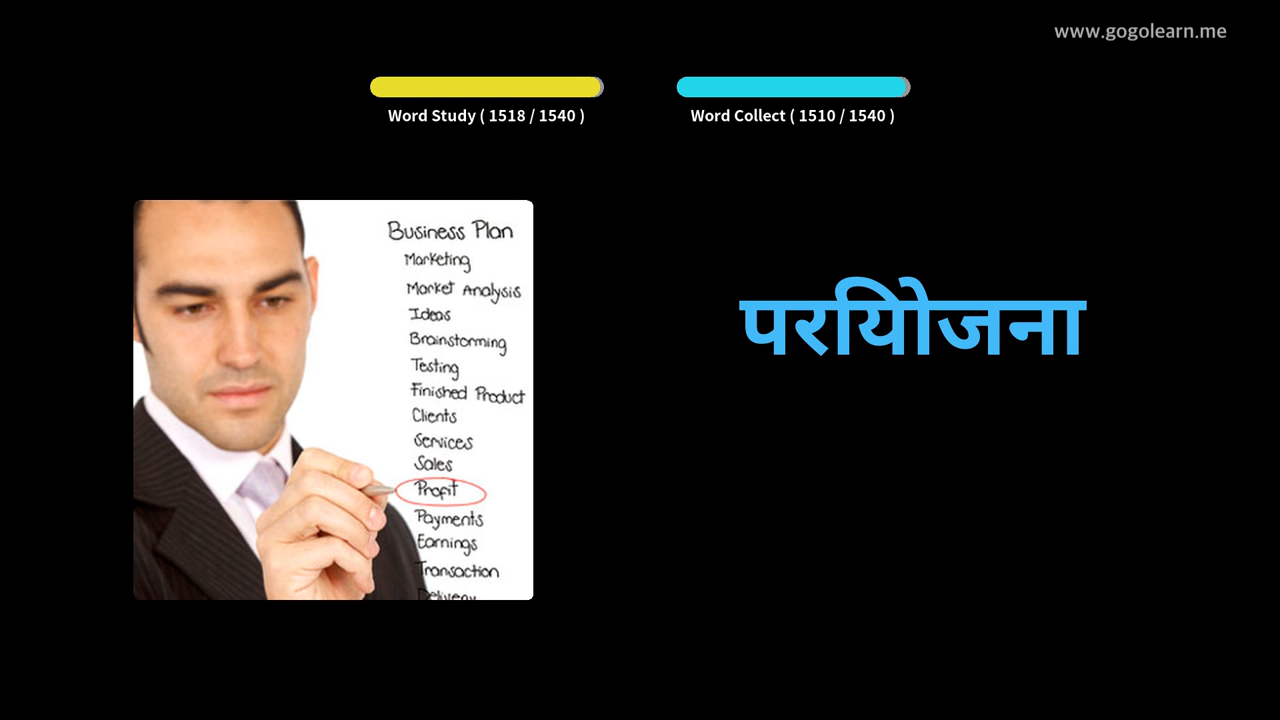 www.gogolearn.me
Word Study ( 1518 / 1540 )
Word Collect ( 1510 / 1540 )
Business Plan
Marketing
Market Analysis
Ideas
Brainstorming
Testing
Finished Product
Clients
Services
Sales
Profit
Payments
Earnings
Transaction
Delivery
परियोजना